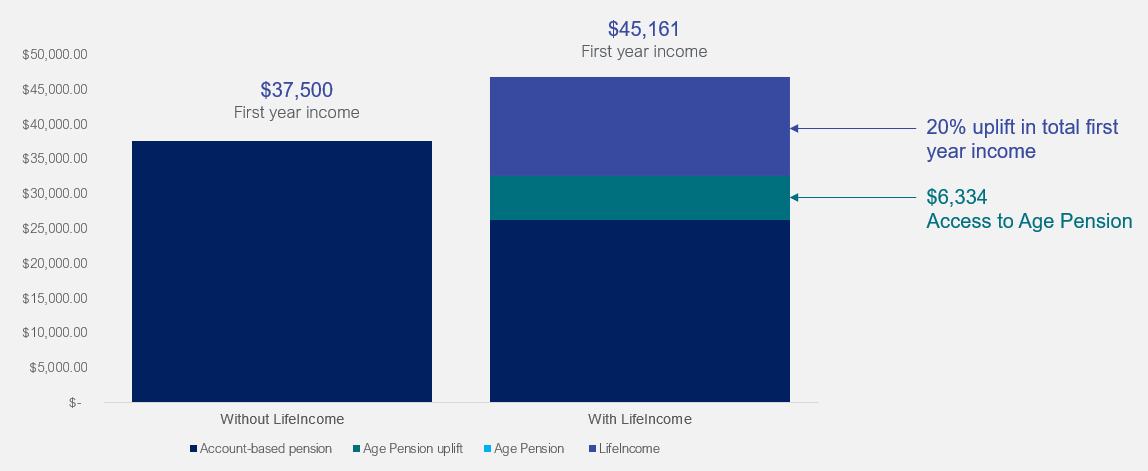 $45,161
First year income
$50,000.00
$45,000.00
$40,000.00
$35,000.00
$30,000.00
$25,000.00
$20,000.00
$15,000.00
$10,000.00
$5,000.00
$-
$37,500
First year income
20% uplift in total first
year income
$6,334
Access to Age Pension
Without LifeIncome
With LifeIncome
Account-based pension
Age Pension uplift
Age Pension
LifeIncome